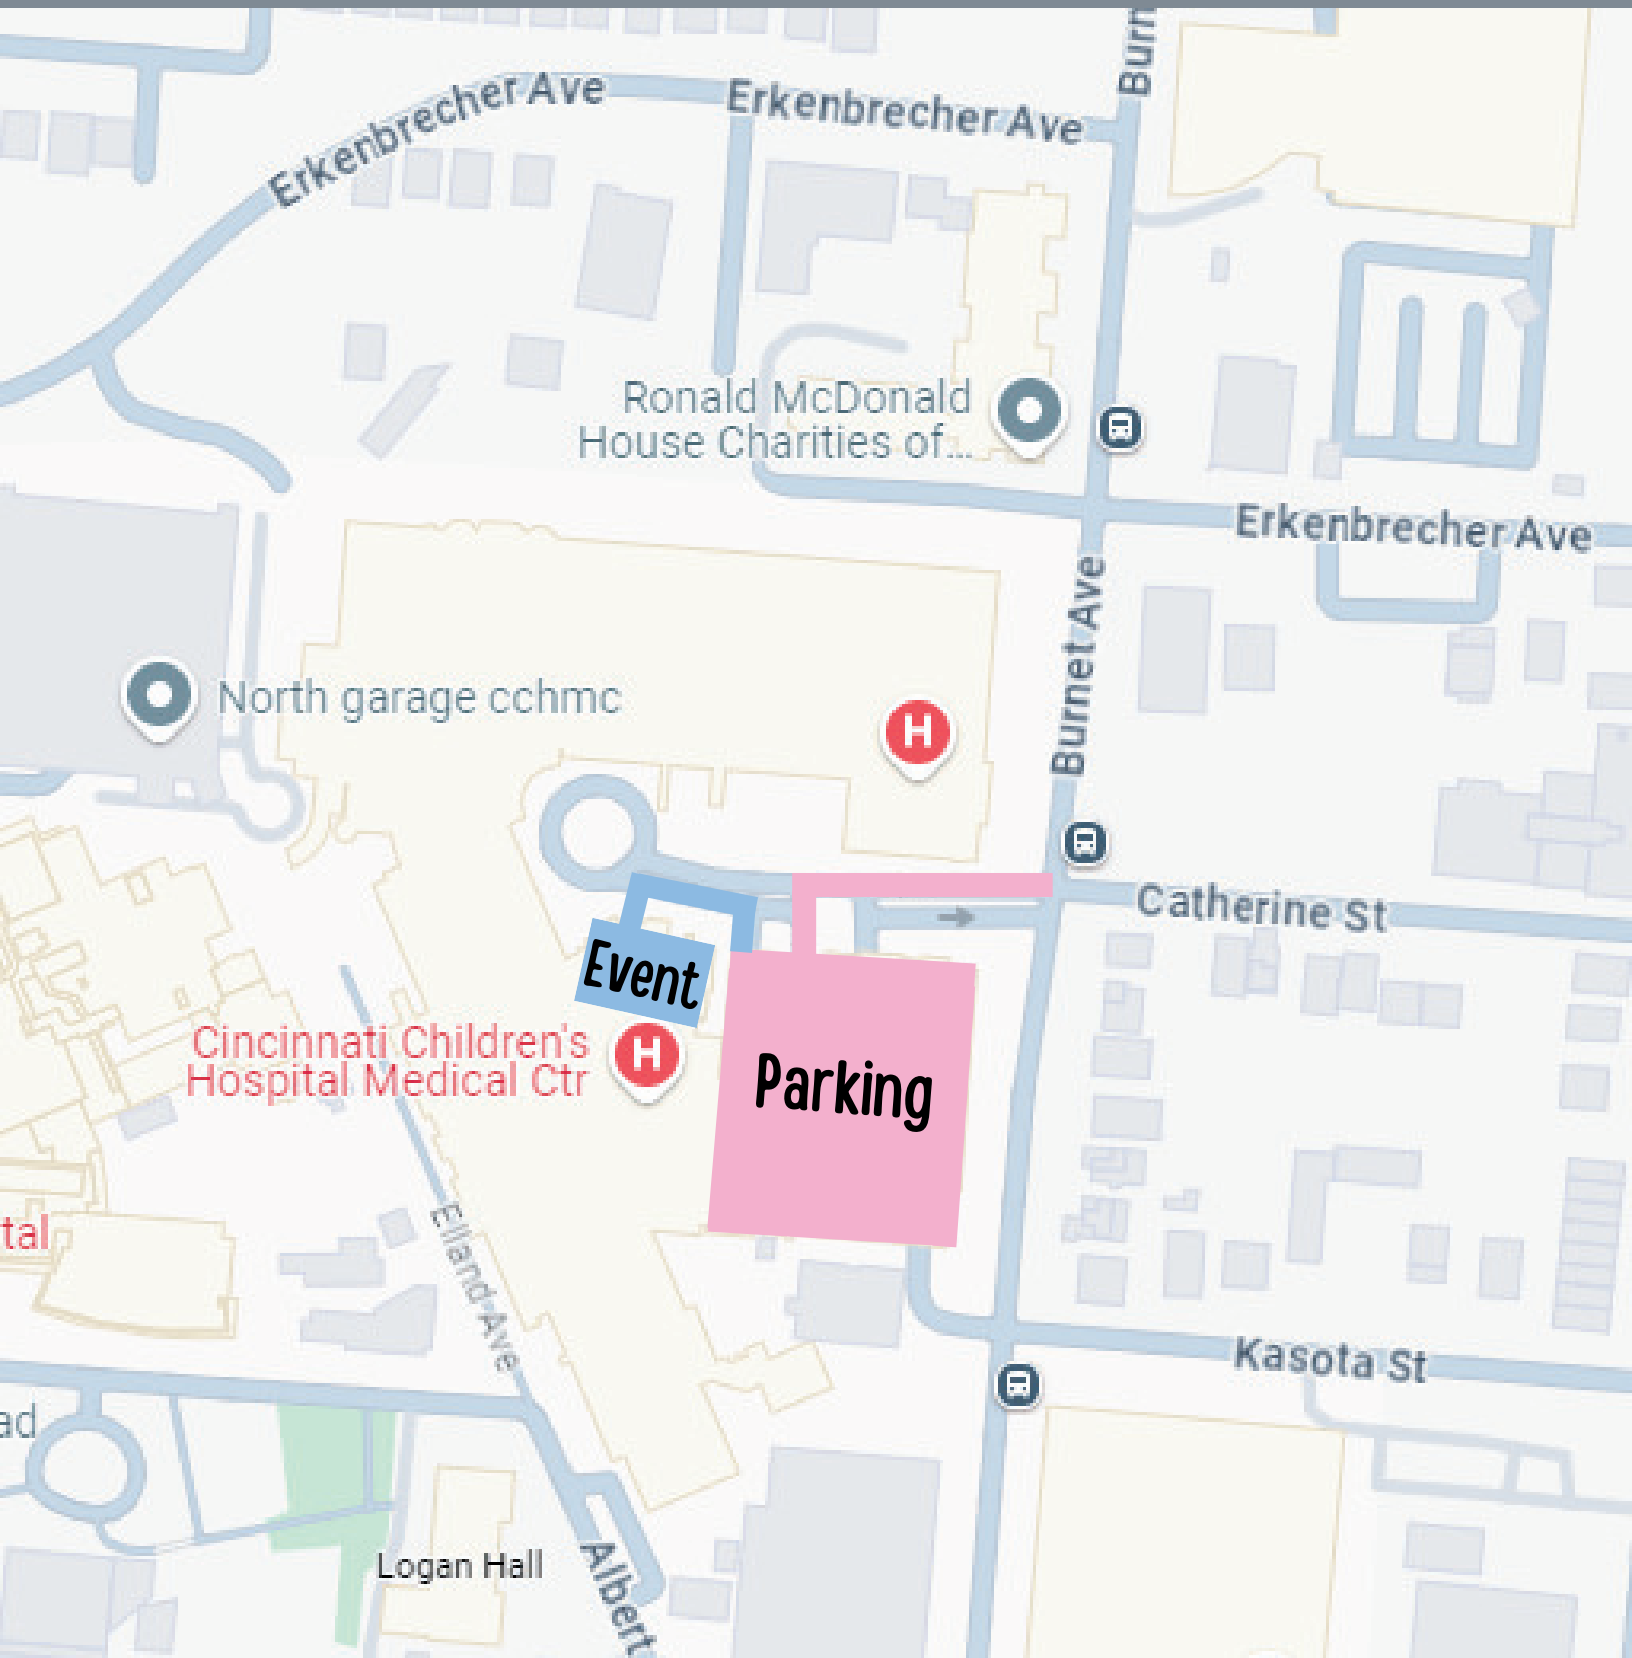 Burn
Erkenbrecher Ave
Erkenbrecher Ave
Ronald McDonald
House Charities of...
Erkenbrecher Ave
Burnet Ave
North garage cchmc
H
Catherine St
Event
Cincinnati Children's
Hospital Medical Ctr
H
Parking
tal
Elland Ave
Kasota St
ad
Logan Hall
Albert